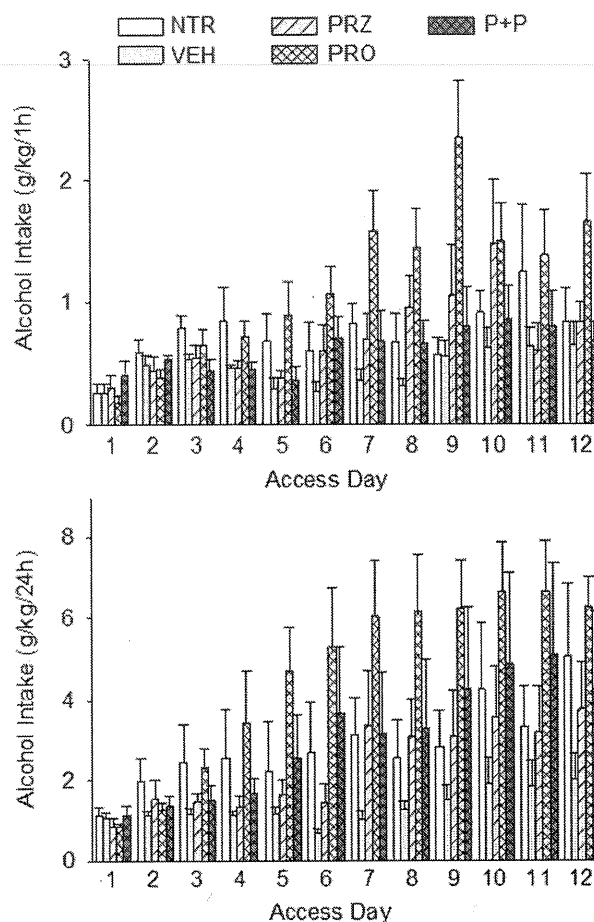 NTR PRZ P+P
VEH PRO
3
2
1
0
Alcohol Intake (g/kg/1h)
1 2 3 4 5 6 7 8 9 10 11 12
Access Day
8
6
4
2
0
Alcohol Intake (g/kg/24h)
1 2 3 4 5 6 7 8 9 10 11 12
Access Day